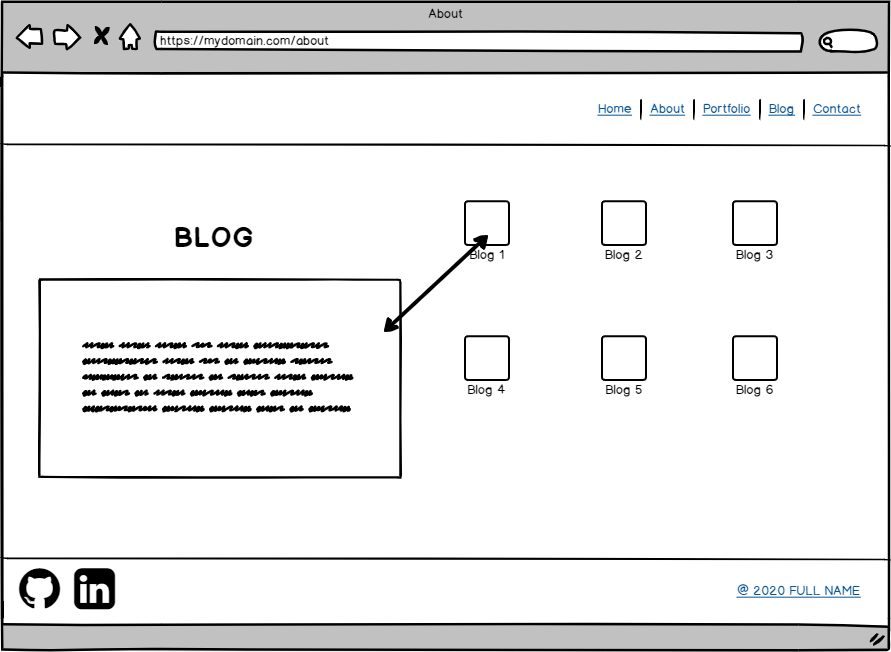 About
https://mydomain.com/about
Home | About | Portfolio | Blog | Contact
BLOG
Blog 1
Blog 2
Blog 3
Blog 4
Blog 5
Blog 6
in
@ 2020 FULL NAME